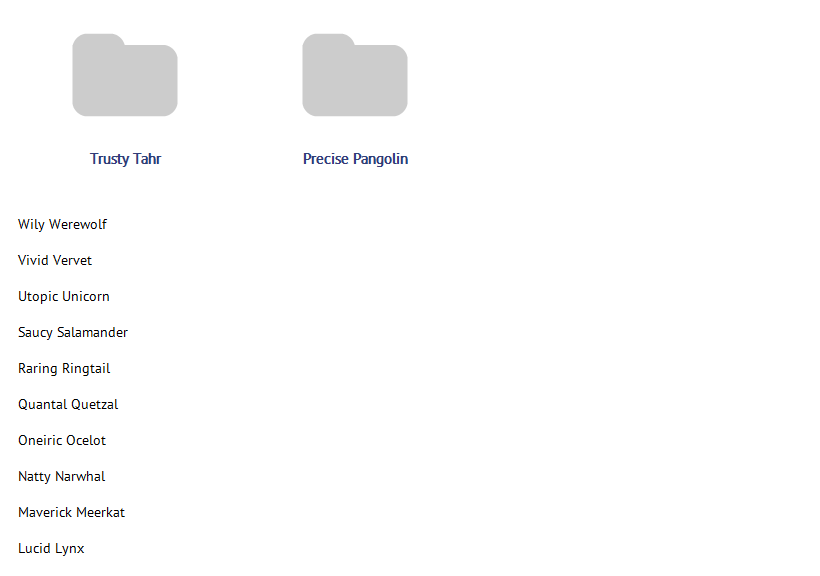 Trusty Tahr
Precise Pangolin
Wily Werewolf
Vivid Vervet
Utopic Unicorn
Saucy Salamander
Raring Ringtail
Quantal Quetzal
Oneiric Ocelot
Natty Narwhal
Maverick Meerkat
Lucid Lynx